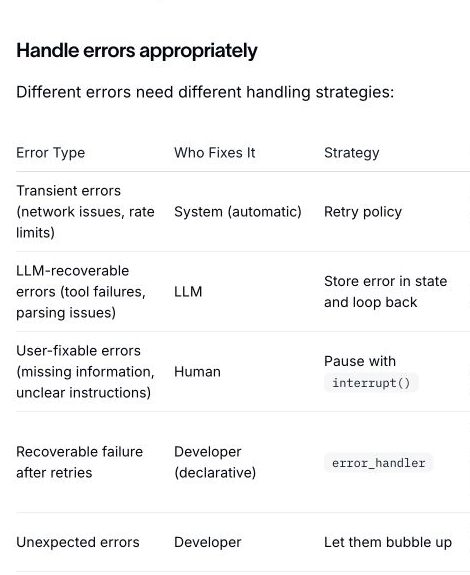 Handle errors appropriately
Different errors need different handling strategies:
Error Type Who Fixes It Strategy
Transient errors
(network issues, rate System (automatic) Retry policy
limits)
LLM-recoverable
errors (tool failures, LLM Store error in state
parsing issues) and loop back
User-fixable errors
(missing information, Human Pause with
unclear instructions) interrupt()
Recoverable failure Developer error_handler
after retries (declarative)
Unexpected errors Developer Let them bubble up